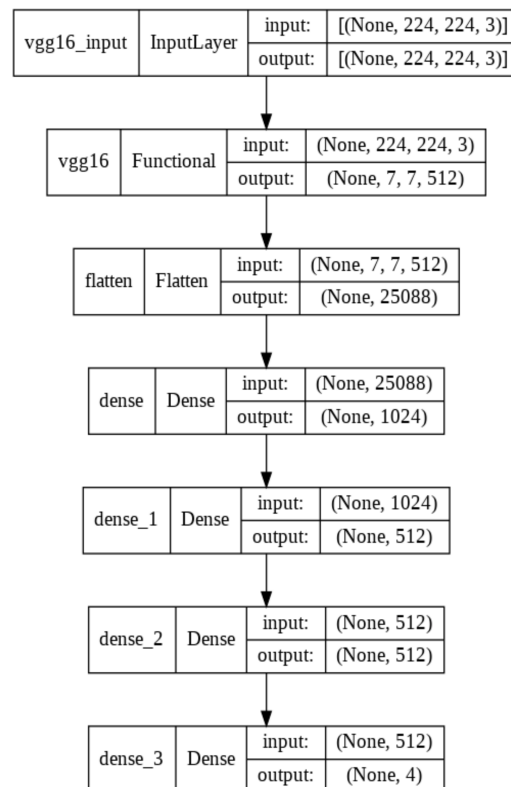 vgg16_input InputLayer input: [(None, 224, 224, 3)]
output: [(None, 224, 224, 3)]
vgg16 Functional input: (None, 224, 224, 3)
output: (None, 7, 7, 512)
flatten Flatten input: (None, 7, 7, 512)
output: (None, 25088)
dense Dense input: (None, 25088)
output: (None, 1024)
dense_1 Dense input: (None, 1024)
output: (None, 512)
dense_2 Dense input: (None, 512)
output: (None, 512)
dense_3 Dense input: (None, 512)
output: (None, 4)